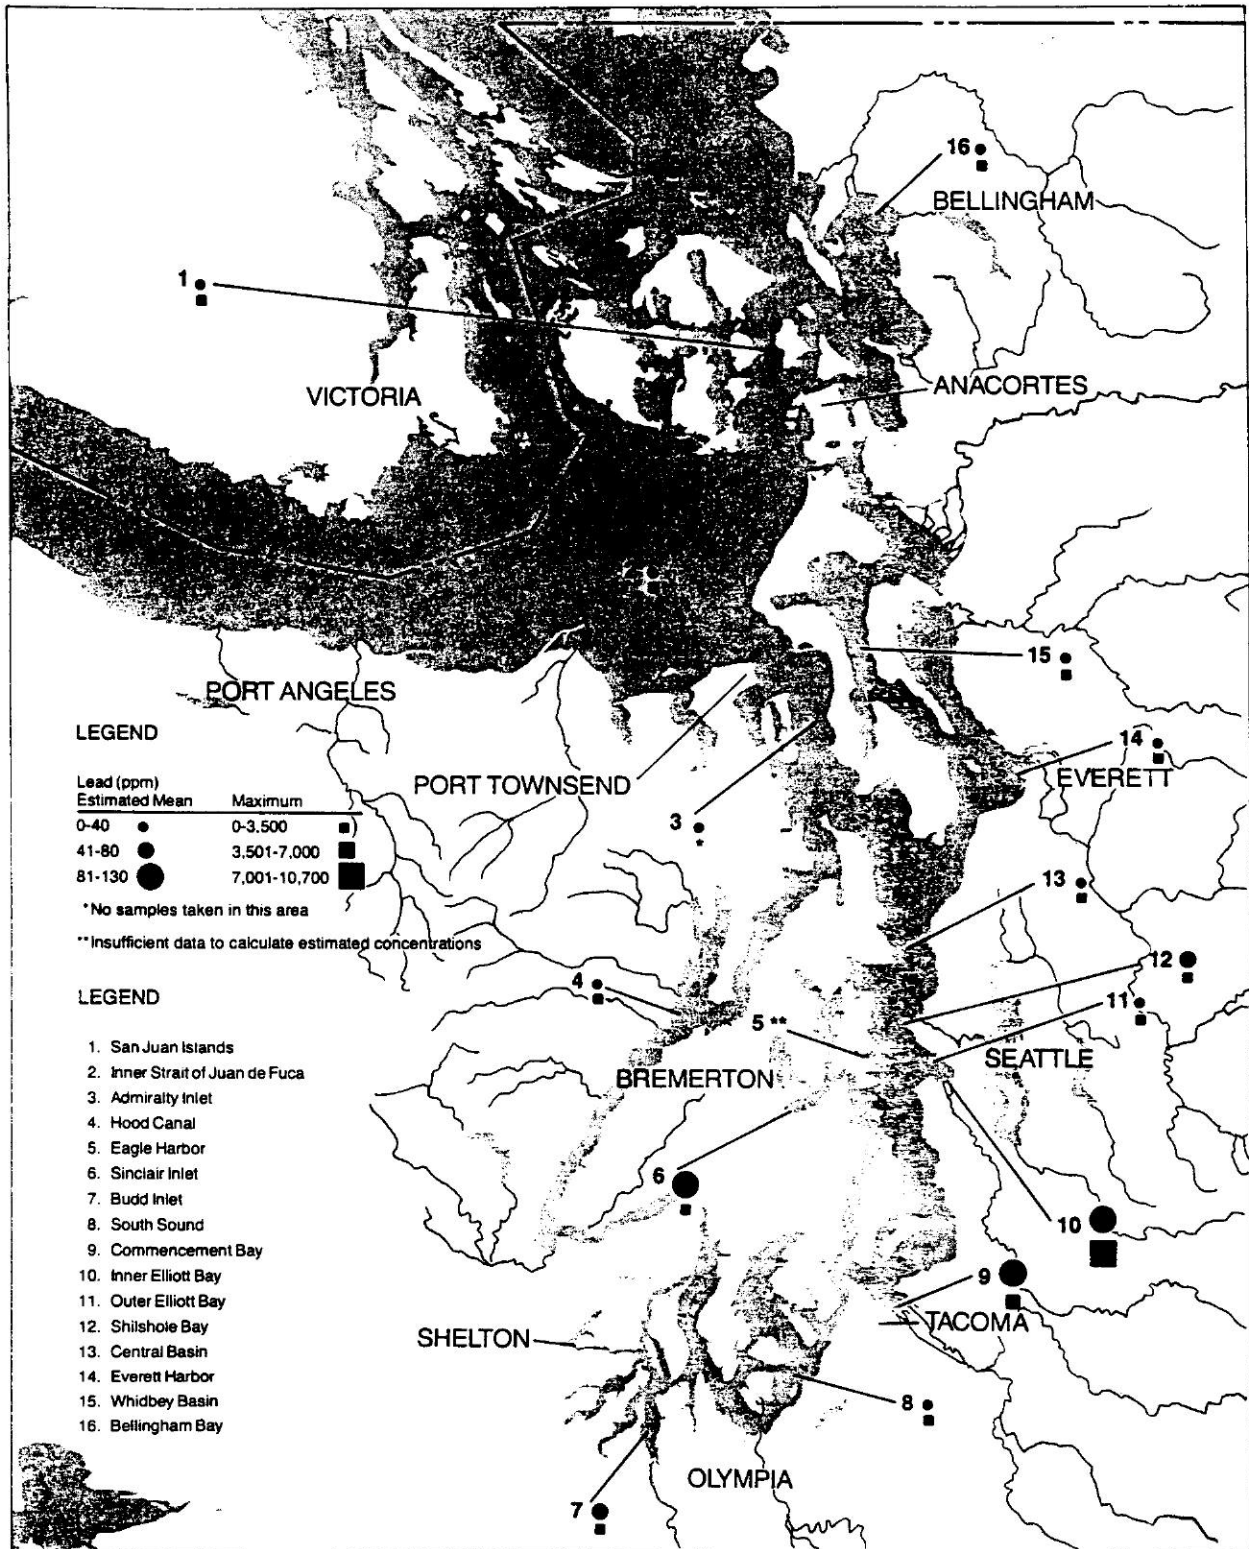 16
BELLINGHAM
1
VICTORIA
ANACORTES
15
PORT ANGELES
LEGEND
Lead (ppm)
Estimated Mean Maximum
0-40 0-3.500
41-80 3,501-7,000
81-130 7,001-10,700
*No samples taken in this area
**Insufficient data to calculate estimated concentrations
PORT TOWNSEND
14
EVERETT
3
*
13
12
11
4
5 **
SEATTLE
BREMERTON
LEGEND
1. San Juan Islands
2. Inner Strait of Juan de Fuca
3. Admiralty Inlet
4. Hood Canal
5. Eagle Harbor
6. Sinclair Inlet
7. Budd Inlet
8. South Sound
9. Commencement Bay
10. Inner Elliott Bay
11. Outer Elliott Bay
12. Shilshole Bay
13. Central Basin
14. Everett Harbor
15. Whidbey Basin
16. Bellingham Bay
6
10
9
TACOMA
SHELTON
8
OLYMPIA
7